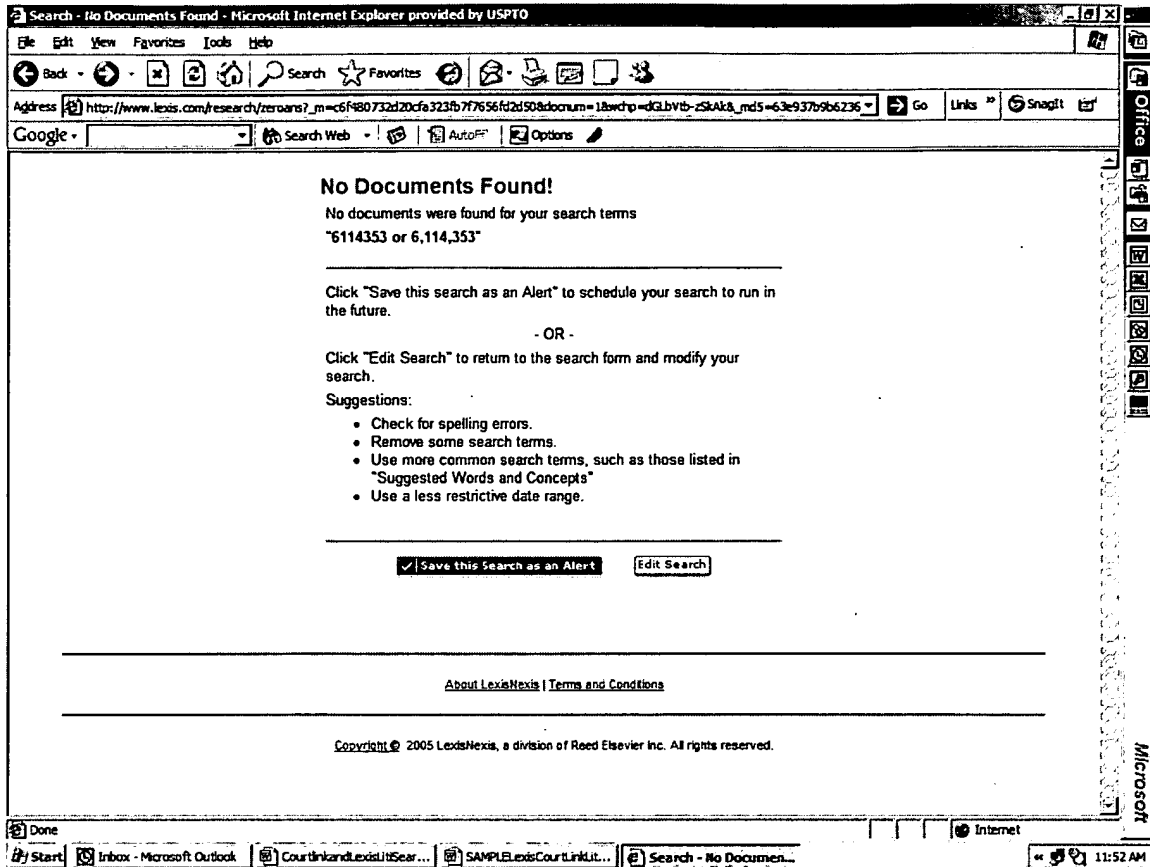 Search - No Documents Found - Microsoft Internet Explorer provided by USPTO
File Edit View Favorites Tools Help
Back Search Favorites
Address http://www.lexis.com/research/zeroans?_m=c6f480732d20cfa323fb7f7656fd2d50&docnum=1&wchp=dGLbVtb-zSkAk&_md5=63e937b9b6236 Go Links » SnagIt
Google Search Web AutoFill Options
No Documents Found!
No documents were found for your search terms
"6114353 or 6,114,353"
Click "Save this search as an Alert" to schedule your search to run in
the future.
- OR -
Click "Edit Search" to return to the search form and modify your
search.
Suggestions:
• Check for spelling errors.
• Remove some search terms.
• Use more common search terms, such as those listed in
"Suggested Words and Concepts"
• Use a less restrictive date range.
Save this Search as an Alert Edit Search
About LexisNexis | Terms and Conditions
Copyright © 2005 LexisNexis, a division of Reed Elsevier Inc. All rights reserved.
Office
Microsoft
Done Internet
Start Inbox - Microsoft Outlook CourtlinkandLexisLitSear... SAMPLELexisCourtLinkLit... Search - No Documen... « 11:52 AM